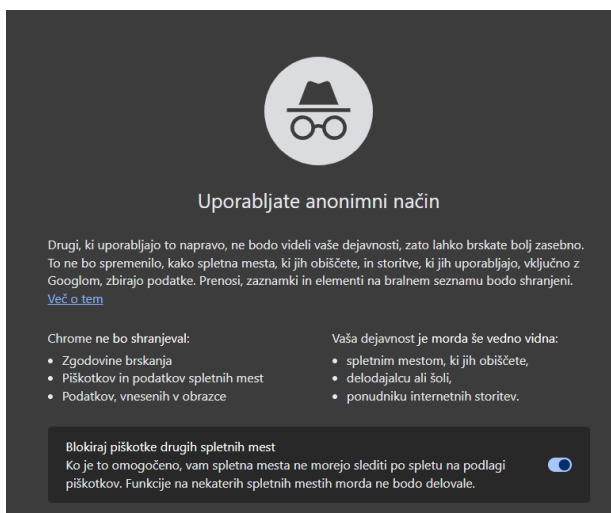 Uporabljate anonimni način
Drugi, ki uporabljajo to napravo, ne bodo videli vaše dejavnosti, zato lahko brskate bolj zasebno.
To ne bo spremenilo, kako spletna mesta, ki jih obiščete, in storitve, ki jih uporabljajo, vključno z
Googlom, zbirajo podatke. Prenosi, zaznamki in elementi na bralnem seznamu bodo shranjeni.
Več o tem
Chrome ne bo shranjeval:
• Zgodovine brskanja
• Piškotkov in podatkov spletnih mest
• Podatkov, vnesenih v obrazce
Vaša dejavnost je morda še vedno vidna:
• spletnim mestom, ki jih obiščete,
• delodajalcu ali šoli,
• ponudniku internetnih storitev.
Blokiraj piškotke drugih spletnih mest
Ko je to omogočeno, vam spletna mesta ne morejo slediti po spletu na podlagi
piškotkov. Funkcije na nekaterih spletnih mestih morda ne bodo delovale.